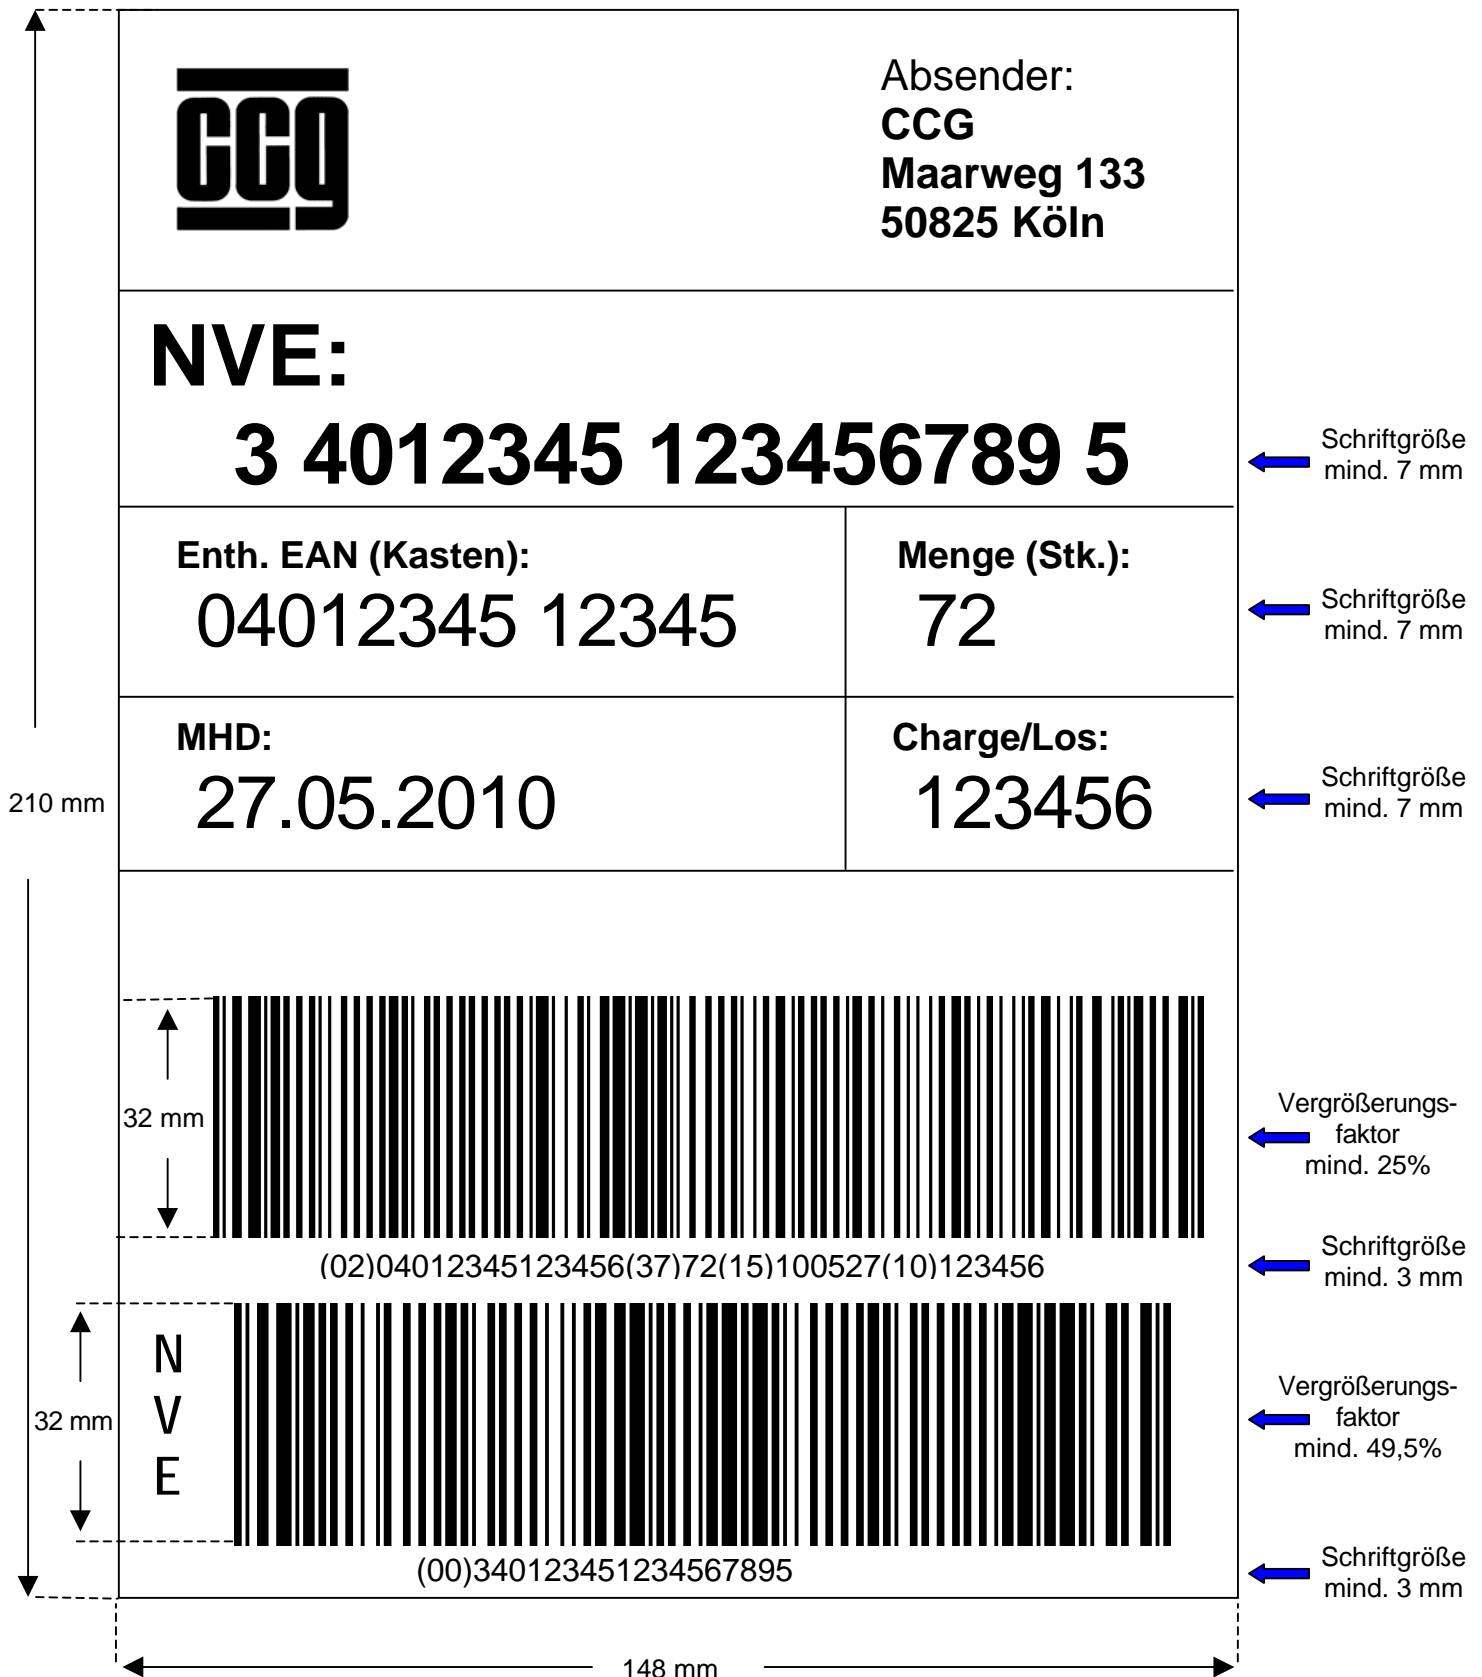 ccg
Absender:
CCG
Maarweg 133
50825 Köln
NVE:
3 4012345 123456789 5
Schriftgröße
mind. 7 mm
Enth. EAN (Kasten):
04012345 12345
Menge (Stk.):
72
Schriftgröße
mind. 7 mm
MHD:
27.05.2010
Charge/Los:
123456
Schriftgröße
mind. 7 mm
210 mm
32 mm
Vergrößerungs-
faktor
mind. 25%
(02)04012345123456(37)72(15)100527(10)123456
Schriftgröße
mind. 3 mm
32 mm
N
V
E
Vergrößerungs-
faktor
mind. 49,5%
(00)340123451234567895
Schriftgröße
mind. 3 mm
148 mm